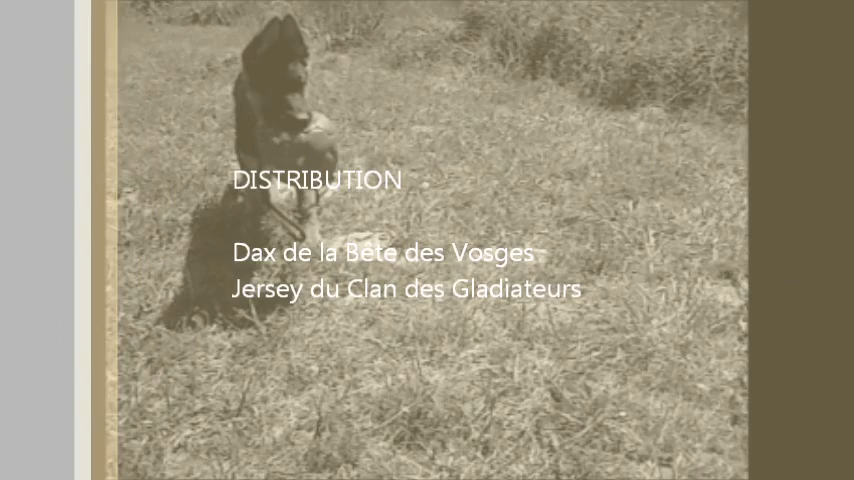 DISTRIBUTION
Dax de la Bête des Vosges
Jersey du Clan des Gladiateurs